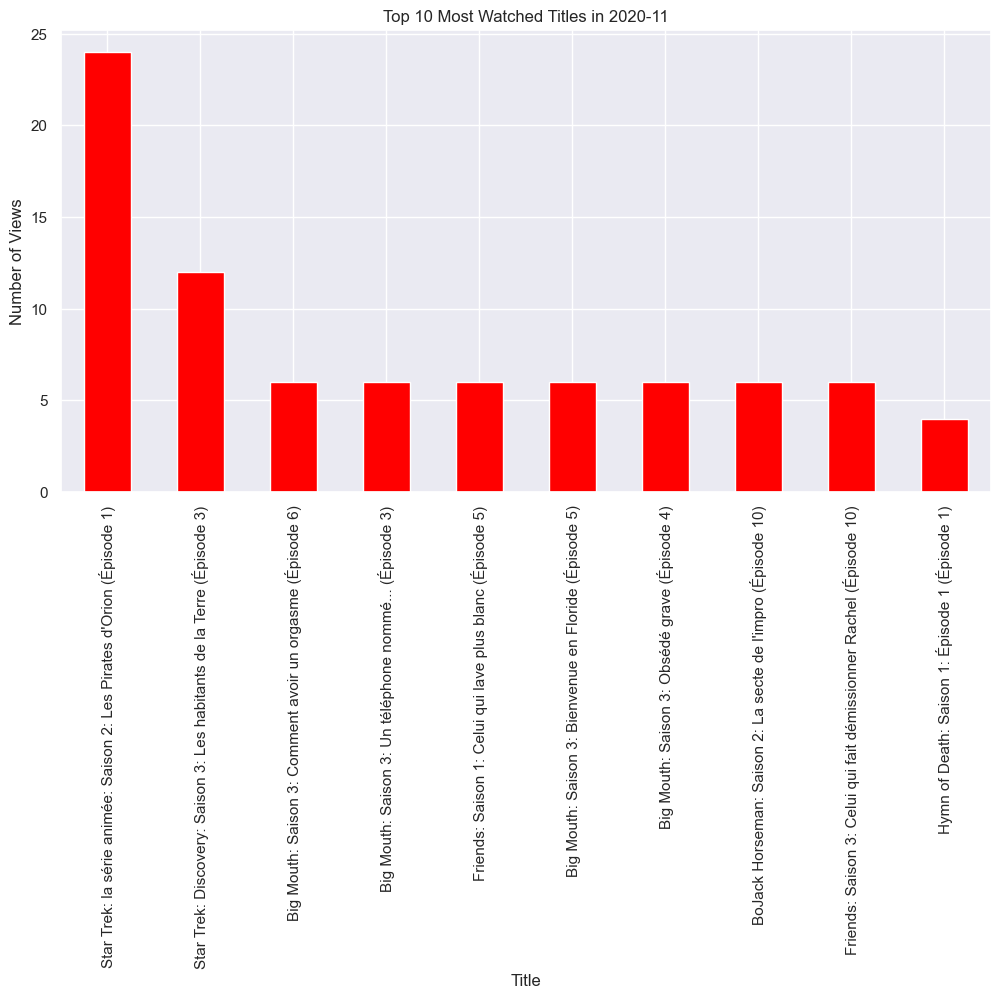 Top 10 Most Watched Titles in 2020-11
Number of Views
25
20
15
10
5
0
Star Trek: la série animée: Saison 2: Les Pirates d'Orion (Épisode 1)
Star Trek: Discovery: Saison 3: Les habitants de la Terre (Épisode 3)
Big Mouth: Saison 3: Comment avoir un orgasme (Épisode 6)
Big Mouth: Saison 3: Un téléphone nommé... (Épisode 3)
Friends: Saison 1: Celui qui lave plus blanc (Épisode 5)
Big Mouth: Saison 3: Bienvenue en Floride (Épisode 5)
Big Mouth: Saison 3: Obsédé grave (Épisode 4)
BoJack Horseman: Saison 2: La secte de l'impro (Épisode 10)
Friends: Saison 3: Celui qui fait démissionner Rachel (Épisode 10)
Hymn of Death: Saison 1: Épisode 1 (Épisode 1)
Title